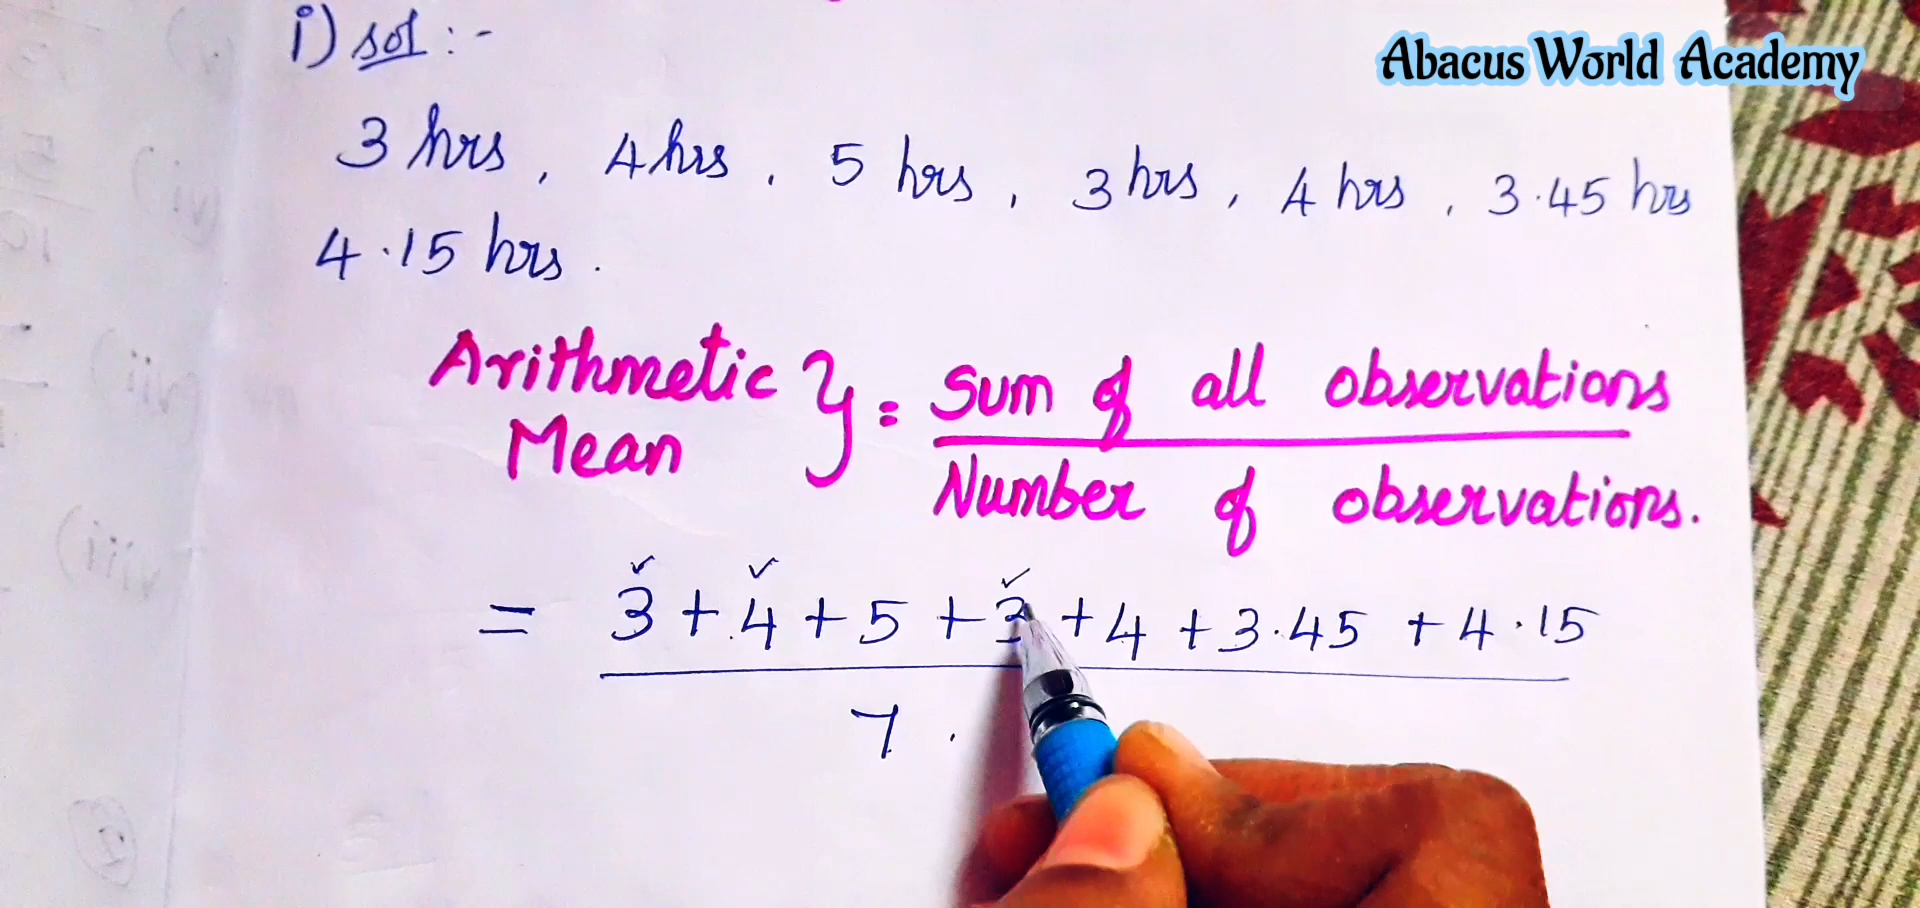 i) sol :-
Abacus World Academy
3 hrs , 4 hrs , 5 hrs , 3 hrs , 4 hrs , 3.45 hrs
4.15 hrs .
Arithmetic Mean } = Sum of all observations
Number of observations.
= 3 + 4 + 5 + 3 + 4 + 3.45 + 4.15
7 .